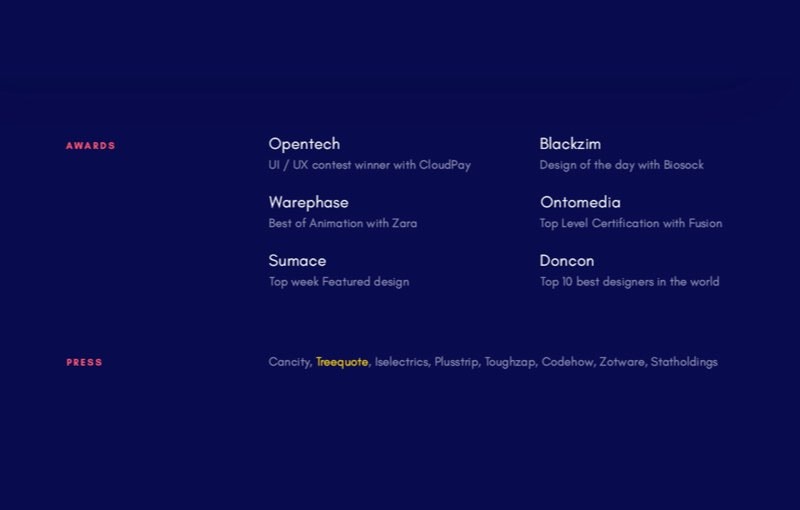 AWARDS
Opentech
UI / UX contest winner with CloudPay
Blackzim
Design of the day with Biosock
Warephase
Best of Animation with Zara
Ontomedia
Top Level Certification with Fusion
Sumace
Top week Featured design
Doncon
Top 10 best designers in the world
PRESS
Cancity, Treequote, Iselectrics, Plusstrip, Toughzap, Codehow, Zotware, Statholdings